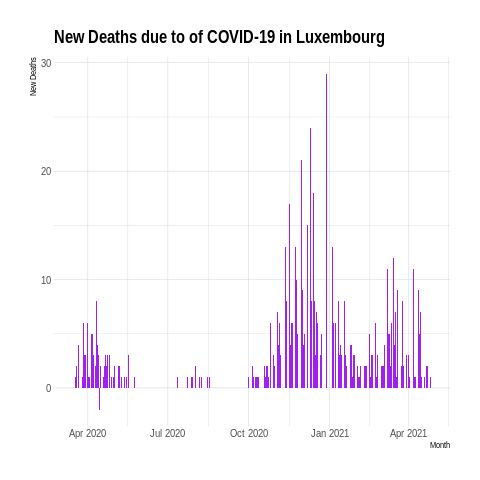 New Deaths due to of COVID-19 in Luxembourg
New Deaths
30
20
10
0
Apr 2020 Jul 2020 Oct 2020 Jan 2021 Apr 2021
Month